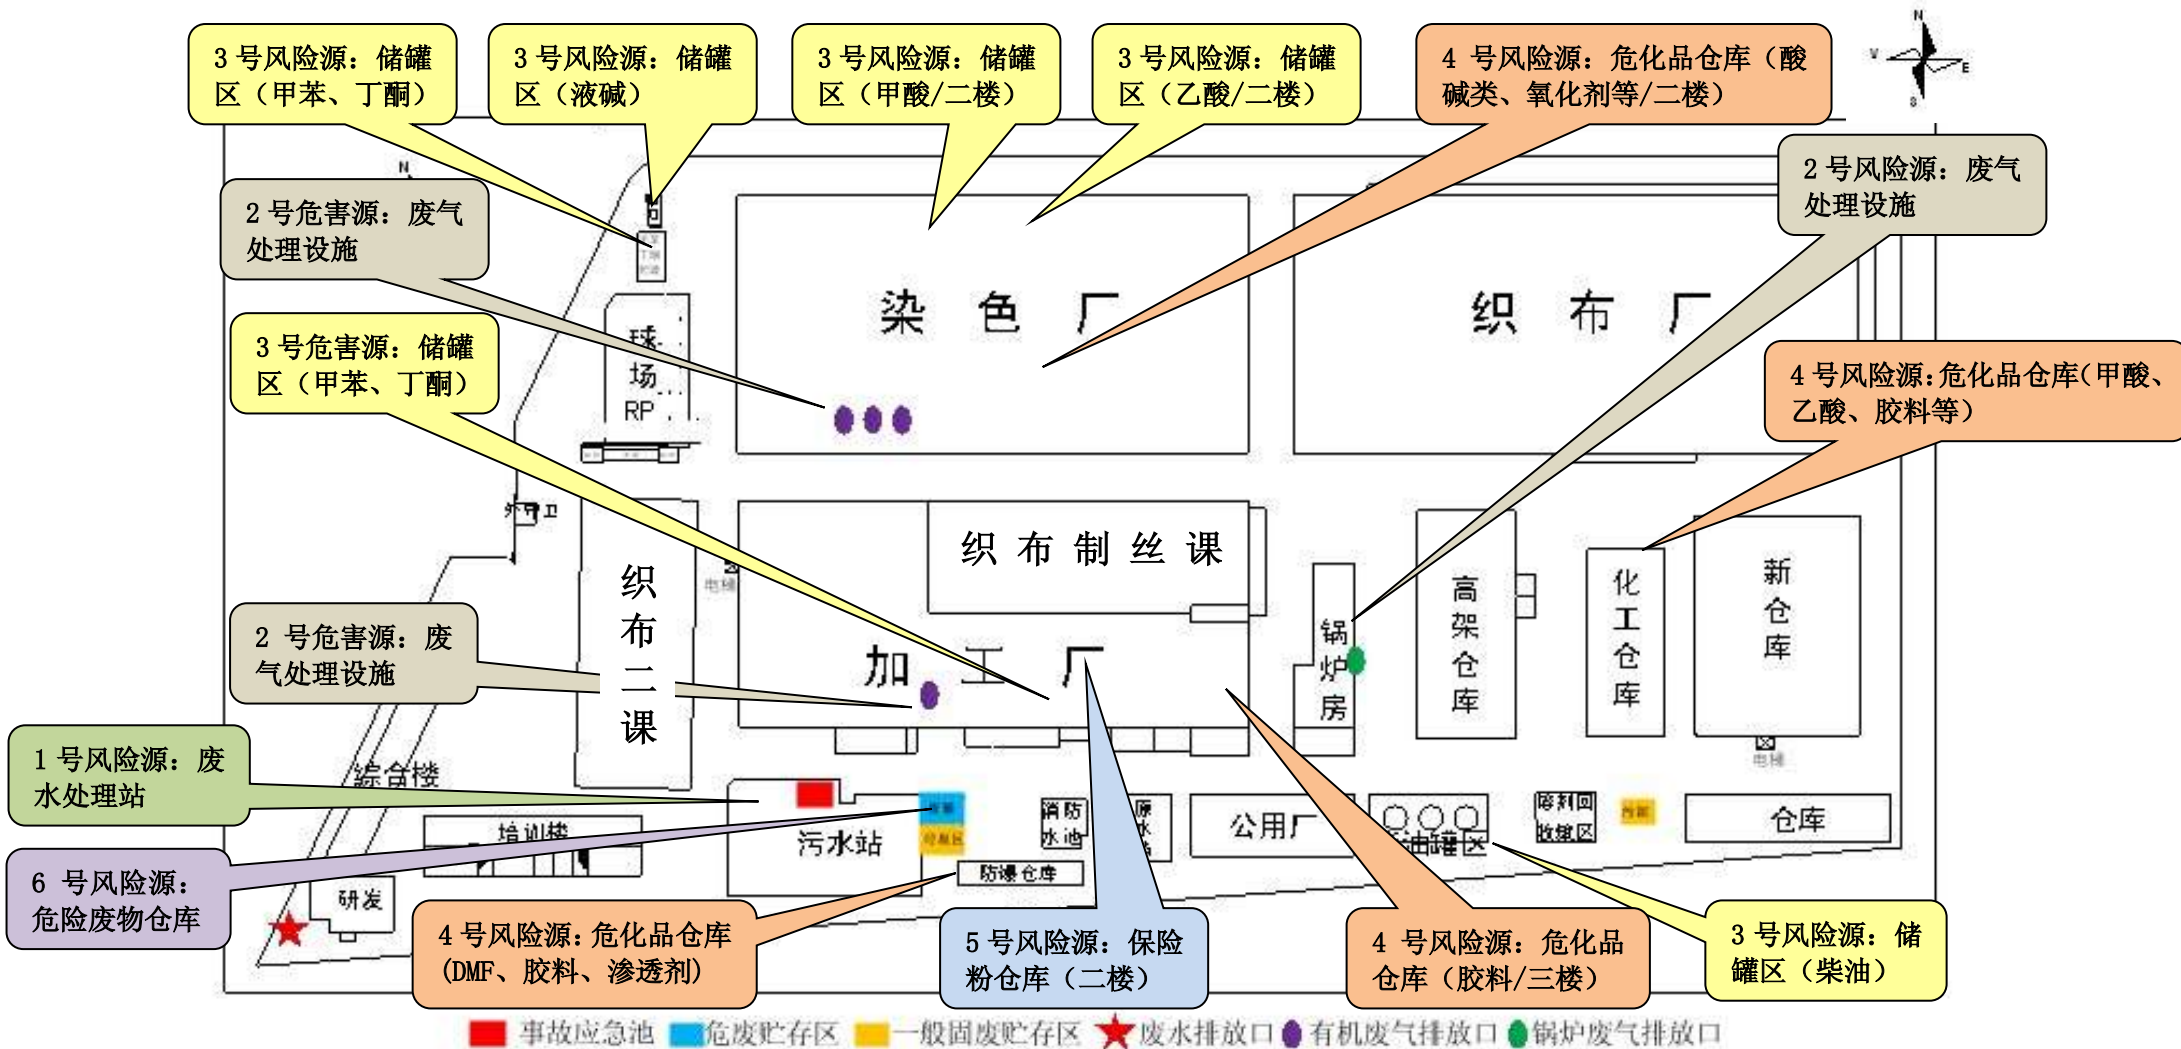 3 号风险源：储罐
区（甲苯、丁酮）
3 号风险源：储罐
区（液碱）
3 号风险源：储罐
区（甲酸/二楼）
3 号风险源：储罐
区（乙酸/二楼）
4 号风险源：危化品仓库（酸
碱类、氧化剂等/二楼）
N
W
E
S
2 号风险源：废气
处理设施
N
2 号危害源：废气
处理设施
染色厂
织布厂
3 号危害源：储罐
区（甲苯、丁酮）
球
场
RP
4 号风险源:危化品仓库（甲酸、
乙酸、胶料等）
织布制丝课
电梯
织
布
二
课
高
架
仓
库
化
工
仓
库
新
仓
库
2 号危害源：废
气处理设施
加工厂
锅
炉
房
电梯
1 号风险源：废
水处理站
綜合楼
培训楼
污水站
消防
水池
公用厂
油罐区
溶剂回
收墟区
仓库
6 号风险源：
危险废物仓库
研发
防爆仓库
4 号风险源：危化品仓库
(DMF、胶料、渗透剂)
5 号风险源：保险
粉仓库（二楼）
4 号风险源：危化品
仓库（胶料/三楼）
3 号风险源：储
罐区（柴油）
事故应急池 危废贮存区 一般固废贮存区 废水排放口 有机废气排放口 锅炉废气排放口